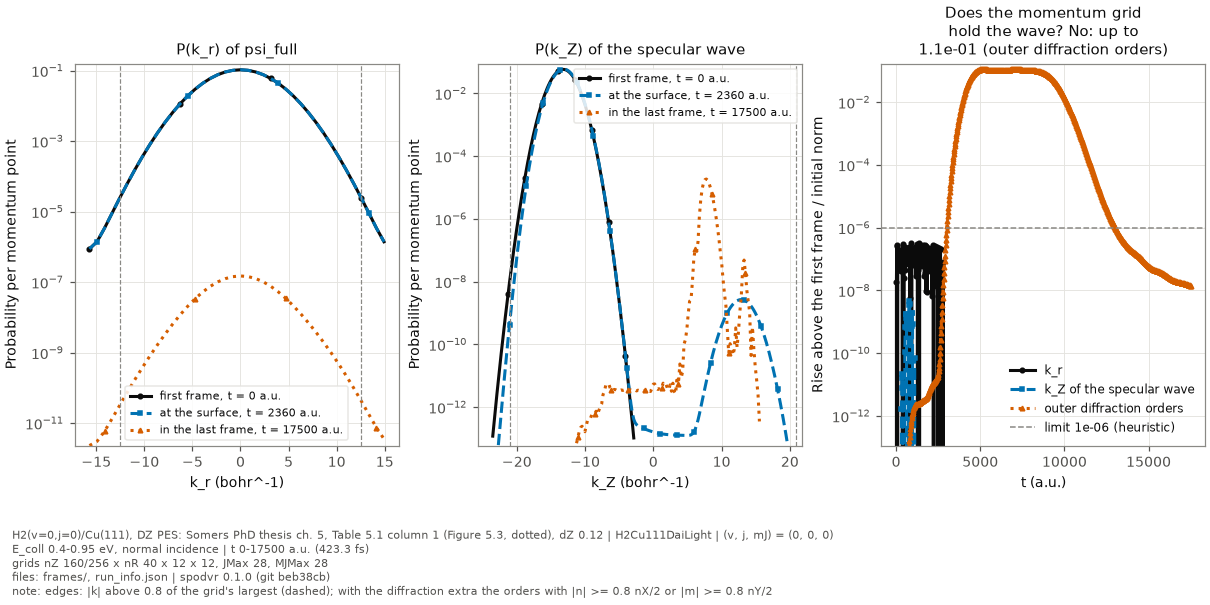 P(k_r) of psi_full
Probability per momentum point
10^−1
10^−3
10^−5
10^−7
10^−9
10^−11
−15
−10
−5
0
5
10
15
k_r (bohr^-1)
first frame, t = 0 a.u.
at the surface, t = 2360 a.u.
in the last frame, t = 17500 a.u.
P(k_Z) of the specular wave
Probability per momentum point
10^−2
10^−4
10^−6
10^−8
10^−10
10^−12
−20
−10
0
10
20
k_Z (bohr^-1)
first frame, t = 0 a.u.
at the surface, t = 2360 a.u.
in the last frame, t = 17500 a.u.
Does the momentum grid
hold the wave? No: up to
1.1e-01 (outer diffraction orders)
Rise above the first frame / initial norm
10^−2
10^−4
10^−6
10^−8
10^−10
10^−12
0
5000
10000
15000
t (a.u.)
k_r
k_Z of the specular wave
outer diffraction orders
limit 1e-06 (heuristic)
H2(v=0,j=0)/Cu(111), DZ PES: Somers PhD thesis ch. 5, Table 5.1 column 1 (Figure 5.3, dotted), dZ 0.12 | H2Cu111DaiLight | (v, j, mJ) = (0, 0, 0)
E_coll 0.4-0.95 eV, normal incidence | t 0-17500 a.u. (423.3 fs)
grids nZ 160/256 x nR 40 x 12 x 12, JMax 28, MJMax 28
files: frames/, run_info.json | spodvr 0.1.0 (git beb38cb)
note: edges: |k| above 0.8 of the grid's largest (dashed); with the diffraction extra the orders with |n| >= 0.8 nX/2 or |m| >= 0.8 nY/2